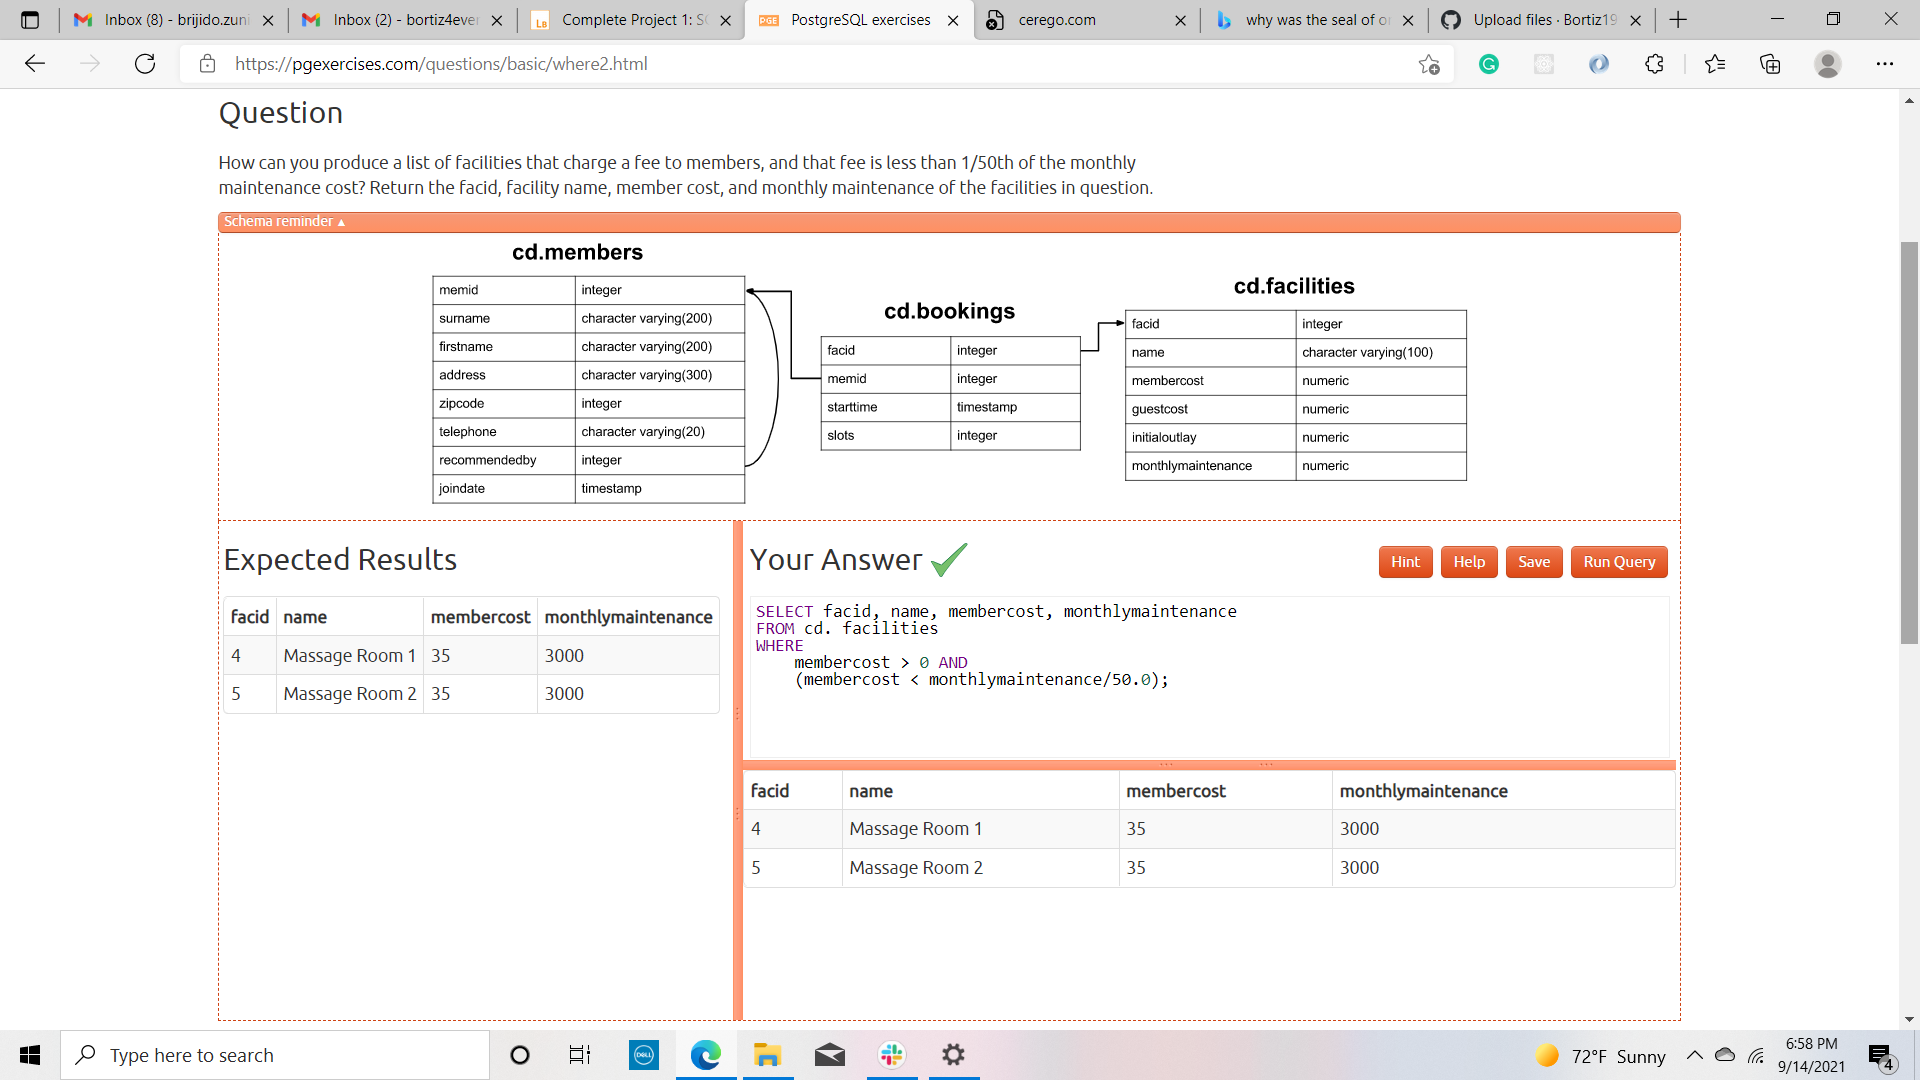 Inbox (8) - brijido.zuni
Inbox (2) - bortiz4ever
LB Complete Project 1: S
PGE PostgreSQL exercises
cerego.com
why was the seal of o
Upload files · Bortiz19
https://pgexercises.com/questions/basic/where2.html
Question
How can you produce a list of facilities that charge a fee to members, and that fee is less than 1/50th of the monthly
maintenance cost? Return the facid, facility name, member cost, and monthly maintenance of the facilities in question.
Schema reminder ▲
cd.members
memid integer
surname character varying(200)
firstname character varying(200)
address character varying(300)
zipcode integer
telephone character varying(20)
recommendedby integer
joindate timestamp
cd.bookings
facid integer
memid integer
starttime timestamp
slots integer
cd.facilities
facid integer
name character varying(100)
membercost numeric
guestcost numeric
initialoutlay numeric
monthlymaintenance numeric
Expected Results
facid name membercost monthlymaintenance
4 Massage Room 1 35 3000
5 Massage Room 2 35 3000
Your Answer
Hint Help Save Run Query
SELECT facid, name, membercost, monthlymaintenance
FROM cd. facilities
WHERE
membercost > 0 AND
(membercost < monthlymaintenance/50.0);
facid name membercost monthlymaintenance
4 Massage Room 1 35 3000
5 Massage Room 2 35 3000
Type here to search
DELL
72°F Sunny
6:58 PM
9/14/2021
4